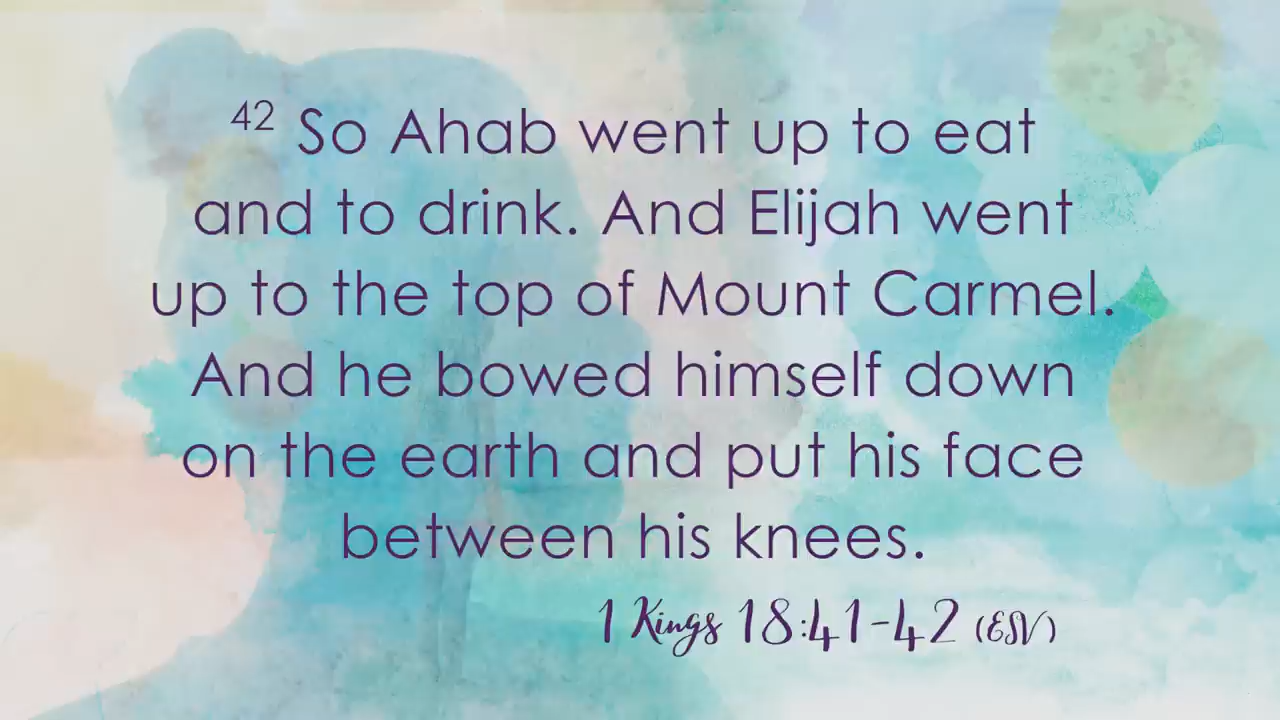 42 So Ahab went up to eat
and to drink. And Elijah went
up to the top of Mount Carmel.
And he bowed himself down
on the earth and put his face
between his knees.
1 Kings 18:41-42 (ESV)